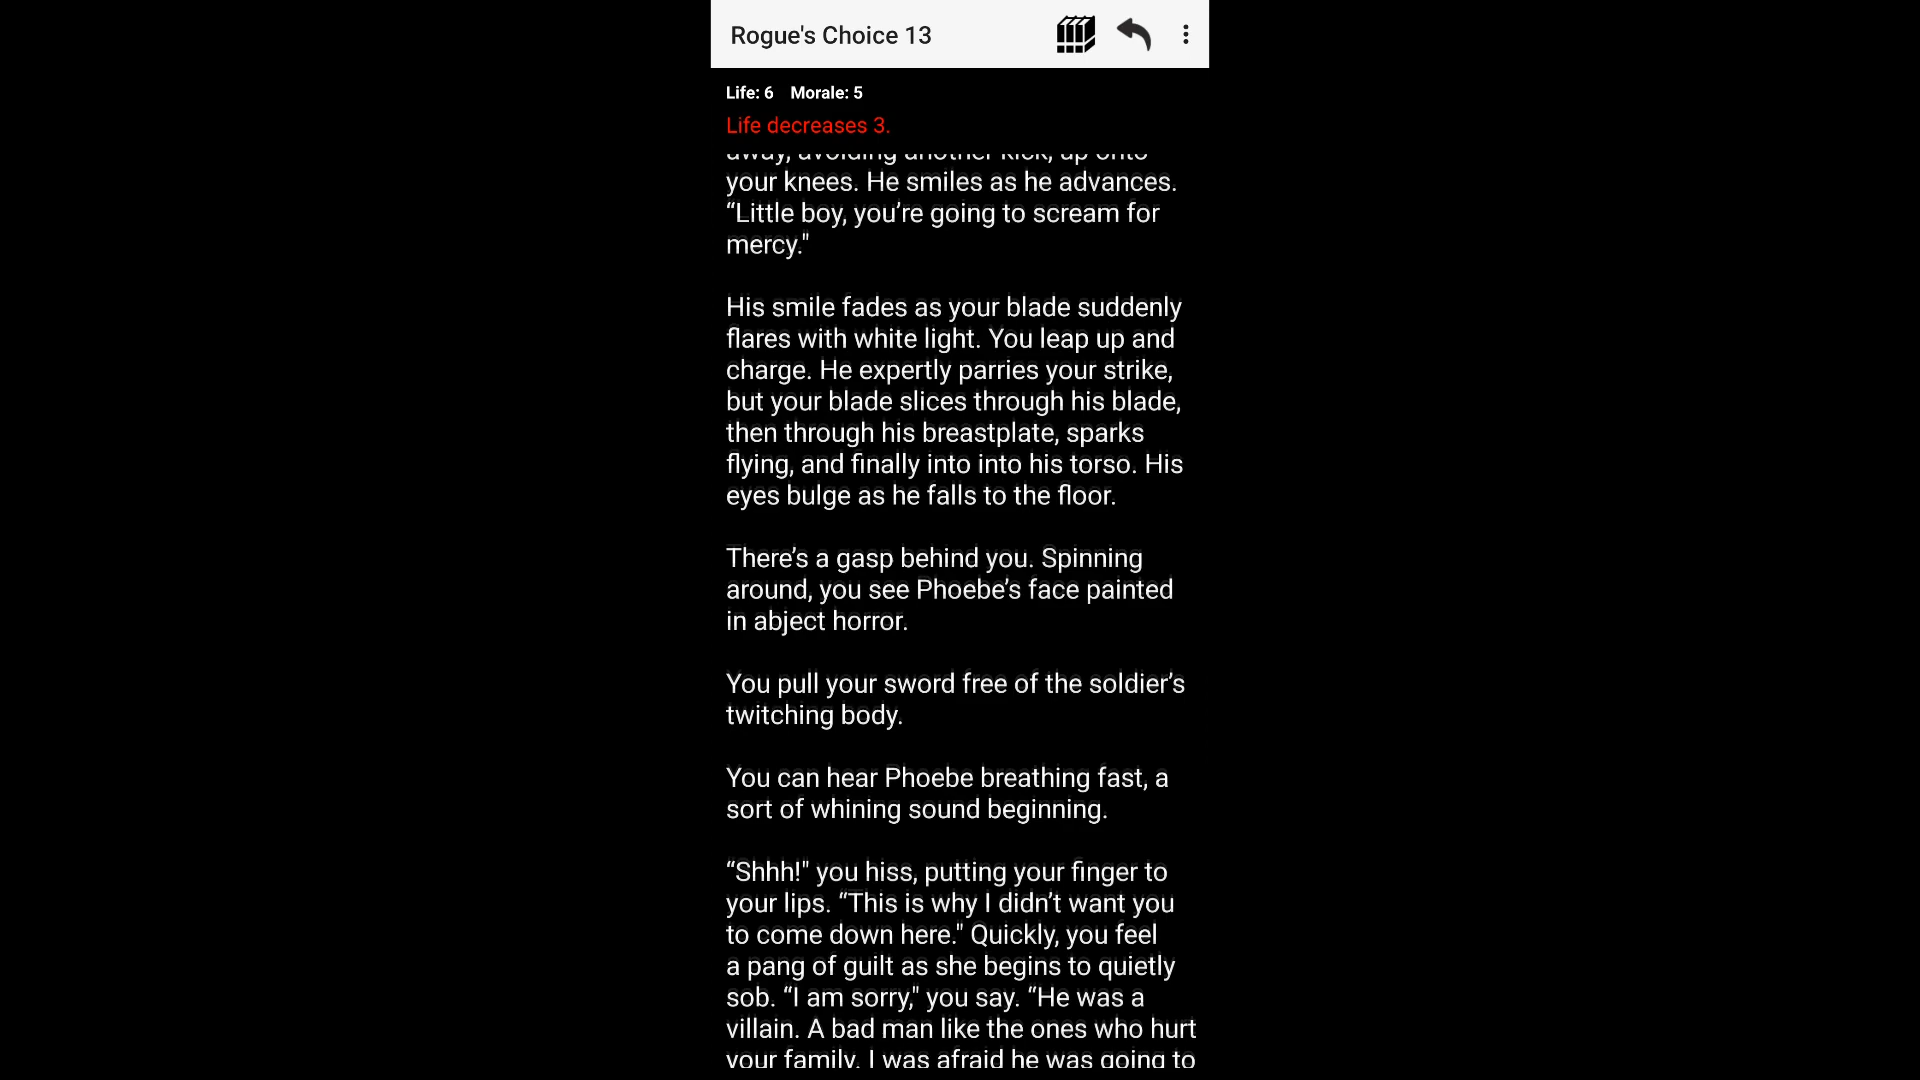 Rogue's Choice 13
Life: 6 Morale: 5
Life decreases 3.
away, avoiding another kick, up onto
your knees. He smiles as he advances.
“Little boy, you’re going to scream for
mercy."
His smile fades as your blade suddenly
flares with white light. You leap up and
charge. He expertly parries your strike,
but your blade slices through his blade,
then through his breastplate, sparks
flying, and finally into into his torso. His
eyes bulge as he falls to the floor.
There’s a gasp behind you. Spinning
around, you see Phoebe’s face painted
in abject horror.
You pull your sword free of the soldier’s
twitching body.
You can hear Phoebe breathing fast, a
sort of whining sound beginning.
“Shhh!" you hiss, putting your finger to
your lips. “This is why I didn’t want you
to come down here." Quickly, you feel
a pang of guilt as she begins to quietly
sob. “I am sorry," you say. “He was a
villain. A bad man like the ones who hurt
your family. I was afraid he was going to